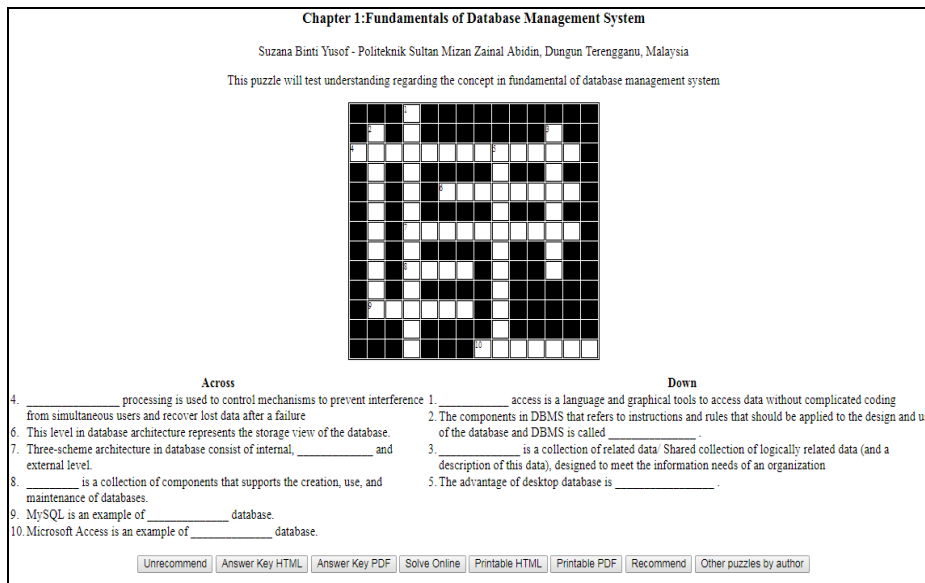 Chapter 1:Fundamentals of Database Management System
Suzana Binti Yusof - Politeknik Sultan Mizan Zainal Abidin, Dungun Terengganu, Malaysia
This puzzle will test understanding regarding the concept in fundamental of database management system
1
2 3
4 5
6
7
8
9
10
Across
4. ________________ processing is used to control mechanisms to prevent interference
from simultaneous users and recover lost data after a failure
6. This level in database architecture represents the storage view of the database.
7. Three-scheme architecture in database consist of internal, _____________ and
external level.
8. _________ is a collection of components that supports the creation, use, and
maintenance of databases.
9. MySQL is an example of ______________ database.
10. Microsoft Access is an example of ______________ database.
Down
1. ____________ access is a language and graphical tools to access data without complicated coding
2. The components in DBMS that refers to instructions and rules that should be applied to the design and u
of the database and DBMS is called _______________ .
3. ______________ is a collection of related data/ Shared collection of logically related data (and a
description of this data), designed to meet the information needs of an organization
5. The advantage of desktop database is _________________ .
Unrecommend Answer Key HTML Answer Key PDF Solve Online Printable HTML Printable PDF Recommend Other puzzles by author